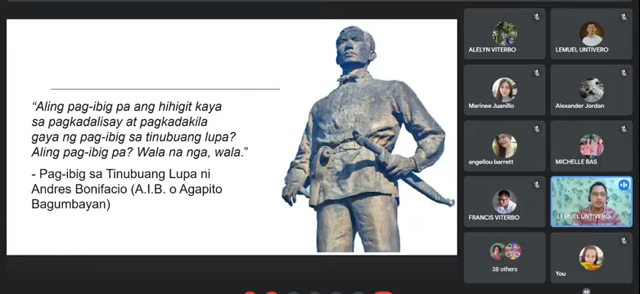 “Aling pag-ibig pa ang hihigit kaya
sa pagkadalisay at pagkadakila
gaya ng pag-ibig sa tinubuang lupa?
Aling pag-ibig pa? Wala na nga, wala.”
- Pag-ibig sa Tinubuang Lupa ni
Andres Bonifacio (A.I.B. o Agapito
Bagumbayan)
ALELYN VITERBO
LEMUEL UNTIVERO
Marinee Juanillo
Alexander Jordan
angeliou barrett
MICHELLE BAS
FRANCIS VITERBO
LEMUEL UNTIVERO
38 others
You